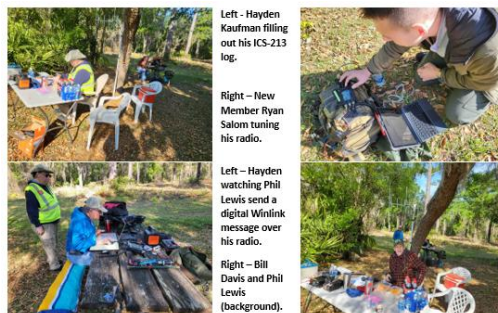 Left - Hayden
Kaufman filling
out his ICS-213
log.
Right – New
Member Ryan
Salom tuning
his radio.
Left – Hayden
watching Phil
Lewis send a
digital Winlink
message over
his radio.
Right – Bill
Davis and Phil
Lewis
(background).